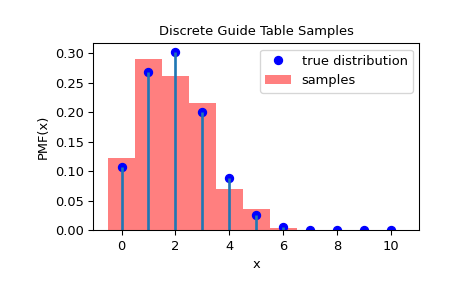 Discrete Guide Table Samples
true distribution
samples
PMF(x)
0.30
0.25
0.20
0.15
0.10
0.05
0.00
0 2 4 6 8 10
x